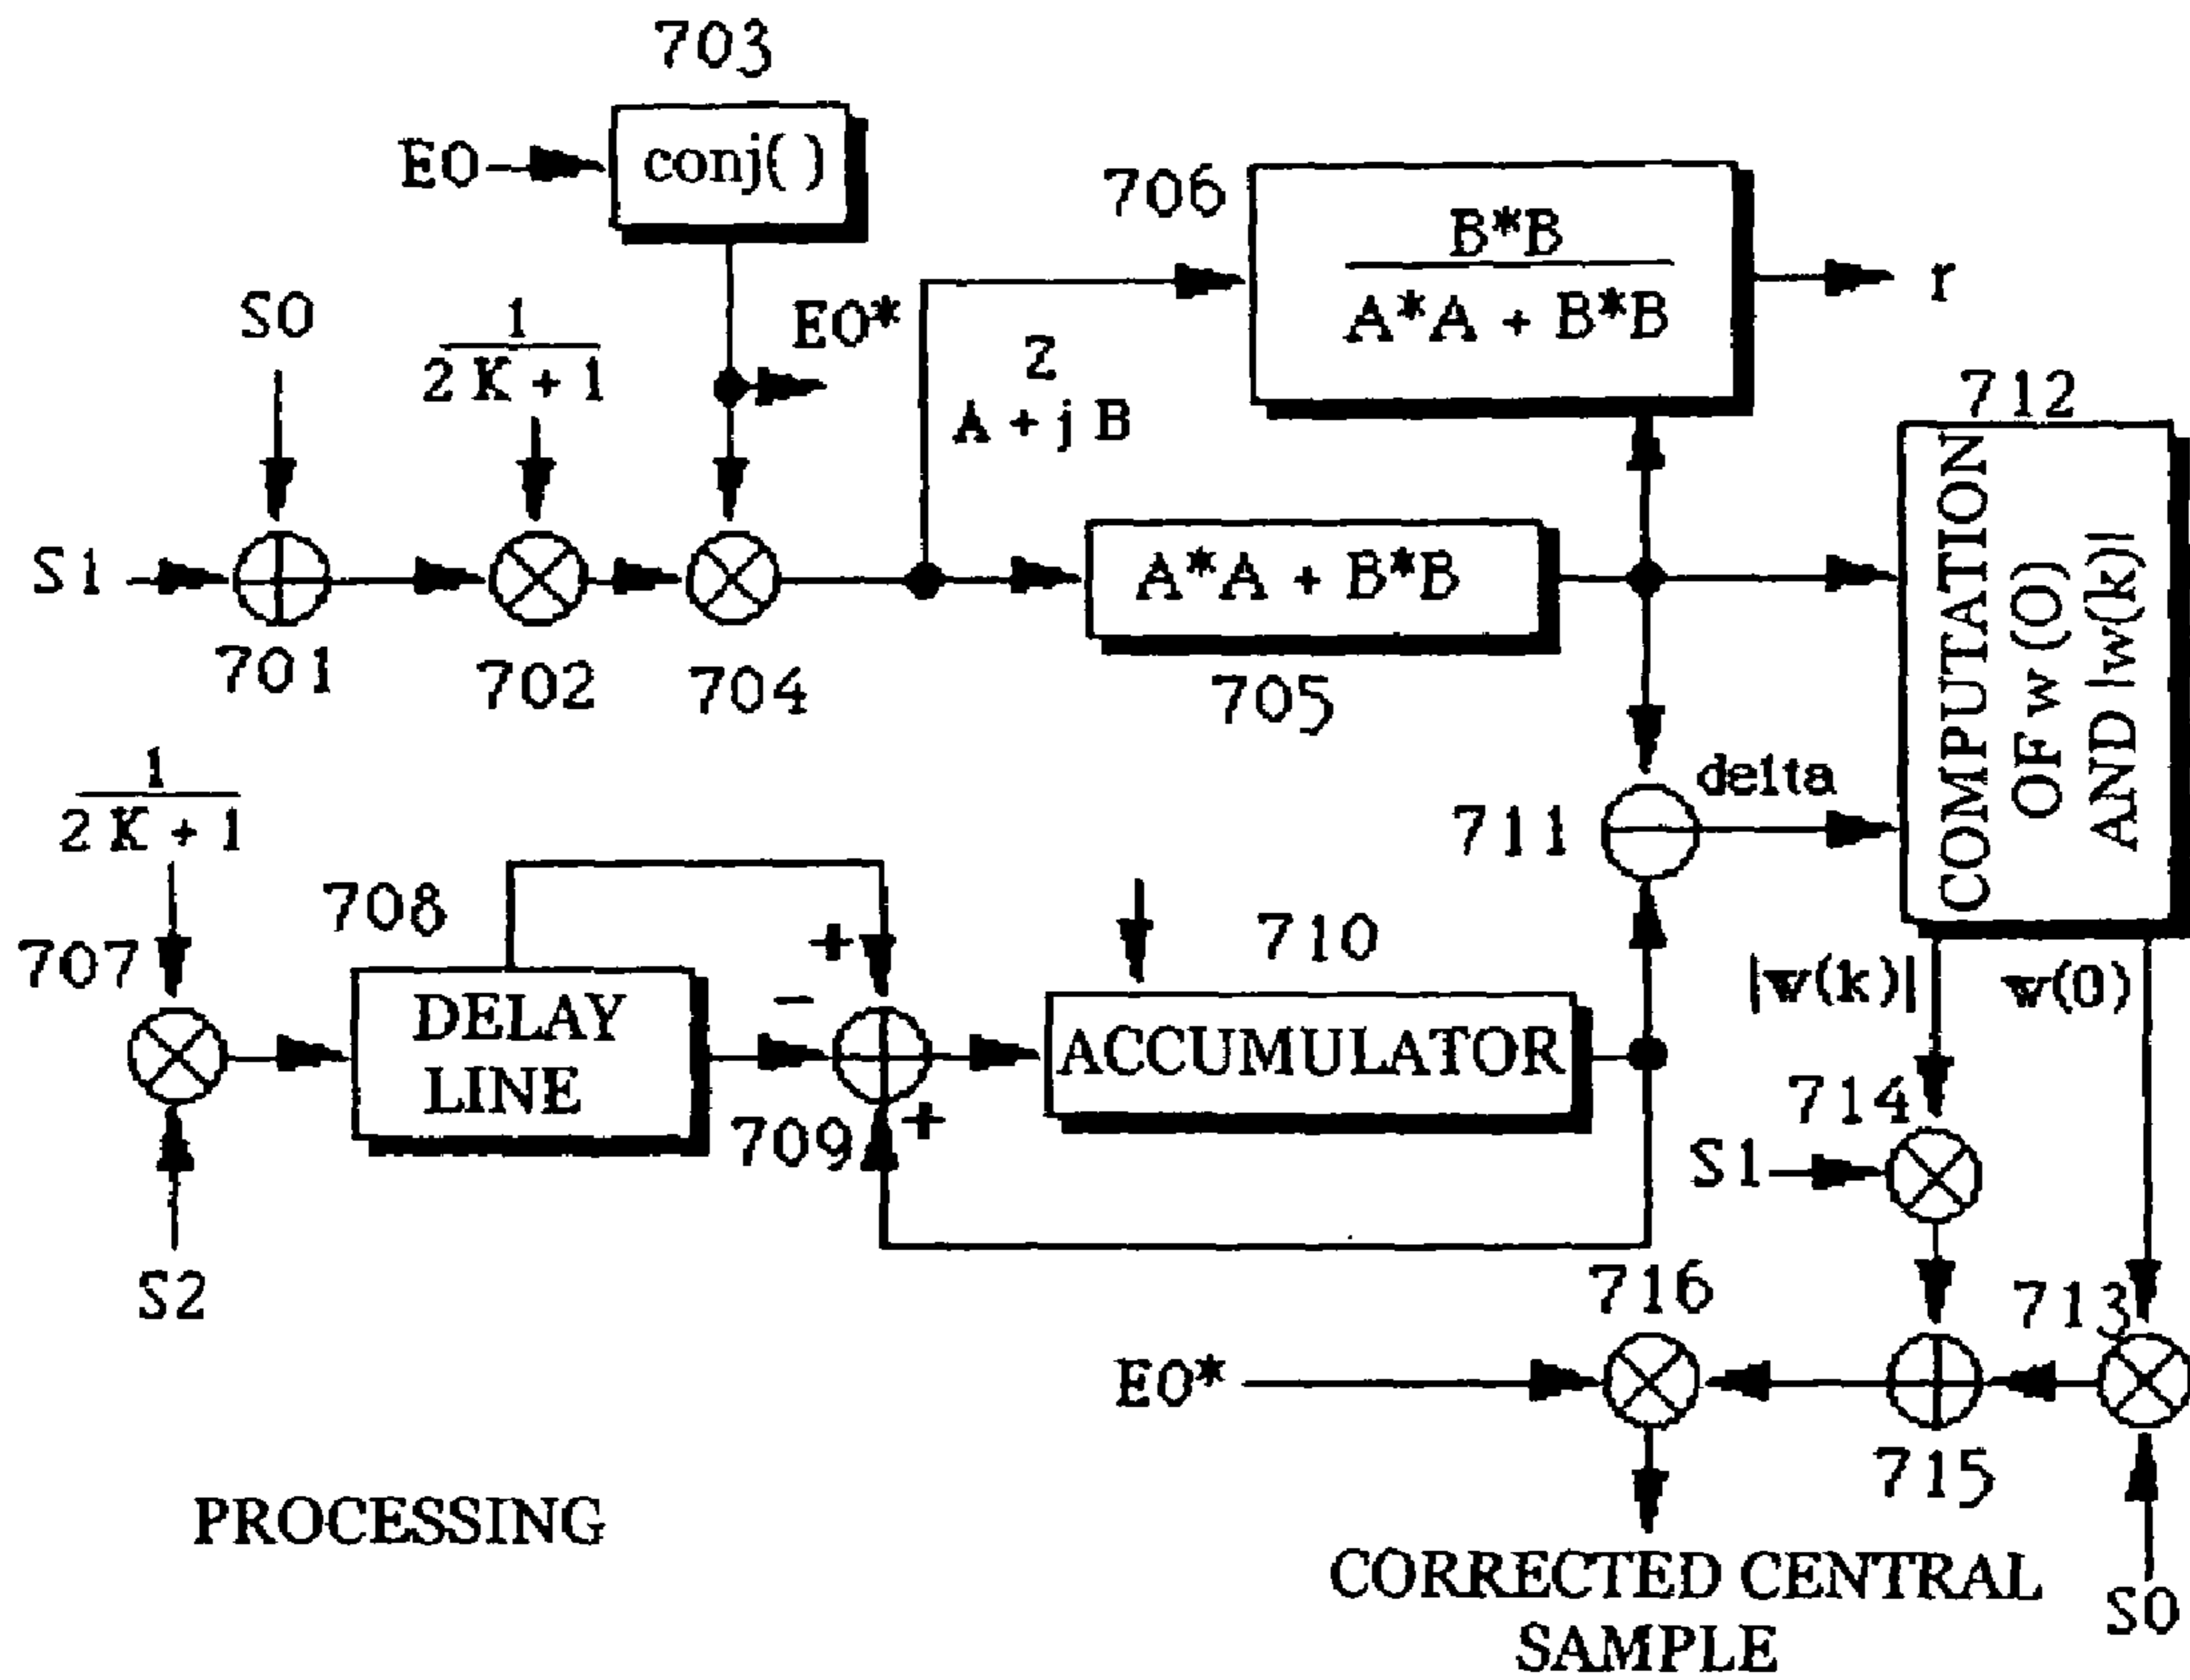 703
E0
conj( )
706
B*B
A*A + B*B
r
S0
1
2 K + 1
E0*
Z
A + j B
712
COMPUTATION
OF w (0)
AND |w(k)|
S1
A*A + B*B
701
702
704
705
1
2 K + 1
delta
711
708
707
+
710
|w(k)|
w(0)
DELAY
LINE
−
ACCUMULATOR
709
+
714
S1
S2
716
713
E0*
715
PROCESSING
CORRECTED CENTRAL
SAMPLE
S0